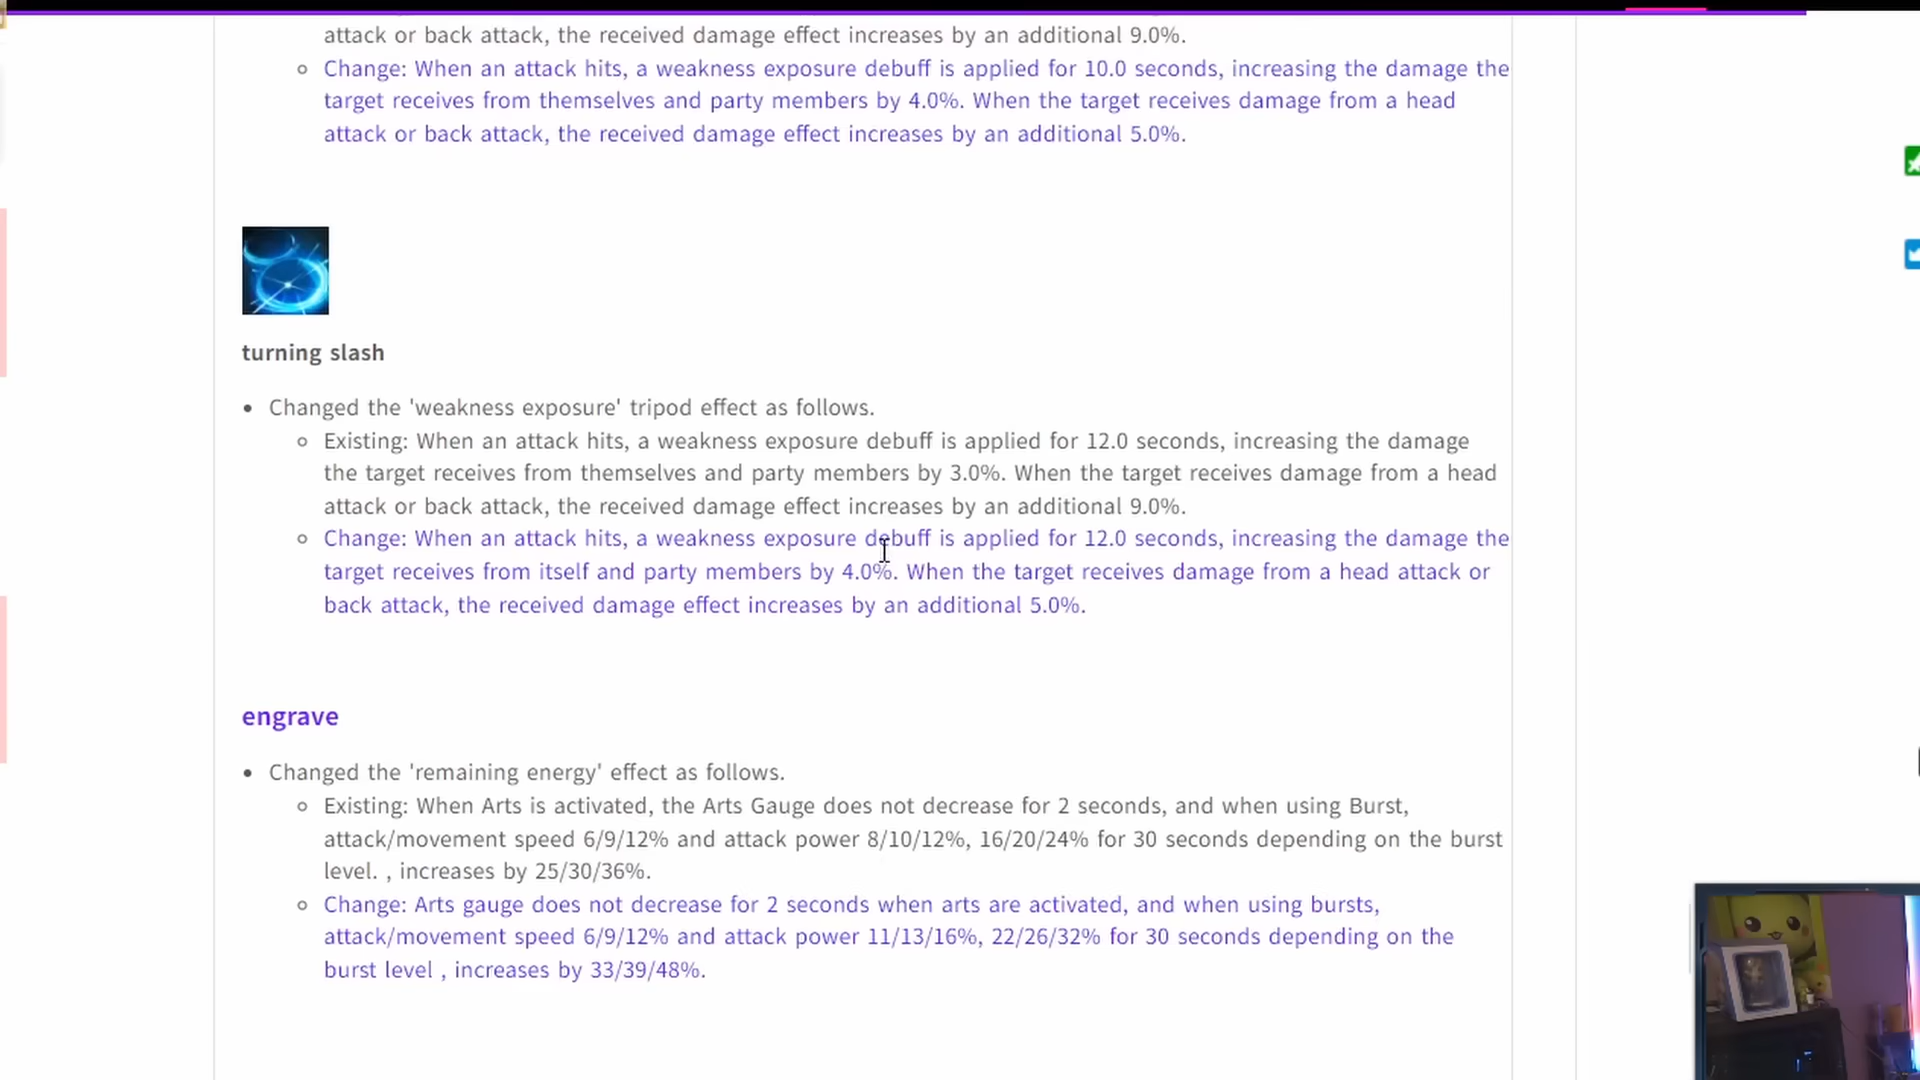 attack or back attack, the received damage effect increases by an additional 9.0%.
Change: When an attack hits, a weakness exposure debuff is applied for 10.0 seconds, increasing the damage the
target receives from themselves and party members by 4.0%. When the target receives damage from a head
attack or back attack, the received damage effect increases by an additional 5.0%.
turning slash
Changed the 'weakness exposure' tripod effect as follows.
Existing: When an attack hits, a weakness exposure debuff is applied for 12.0 seconds, increasing the damage
the target receives from themselves and party members by 3.0%. When the target receives damage from a head
attack or back attack, the received damage effect increases by an additional 9.0%.
Change: When an attack hits, a weakness exposure debuff is applied for 12.0 seconds, increasing the damage the
target receives from itself and party members by 4.0%. When the target receives damage from a head attack or
back attack, the received damage effect increases by an additional 5.0%.
engrave
Changed the 'remaining energy' effect as follows.
Existing: When Arts is activated, the Arts Gauge does not decrease for 2 seconds, and when using Burst,
attack/movement speed 6/9/12% and attack power 8/10/12%, 16/20/24% for 30 seconds depending on the burst
level. , increases by 25/30/36%.
Change: Arts gauge does not decrease for 2 seconds when arts are activated, and when using bursts,
attack/movement speed 6/9/12% and attack power 11/13/16%, 22/26/32% for 30 seconds depending on the
burst level , increases by 33/39/48%.